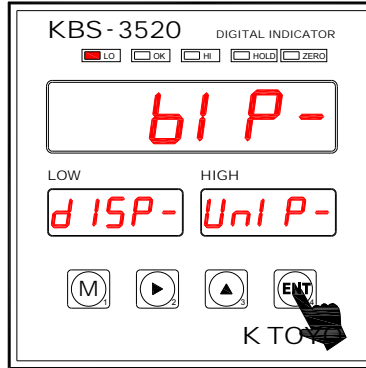 KBS-3520 DIGITAL INDICATOR
LO OK HI HOLD ZERO
bI P-
LOW HIGH
dISP- UnI P-
M 1 2 3 ENT 4
K TOYO